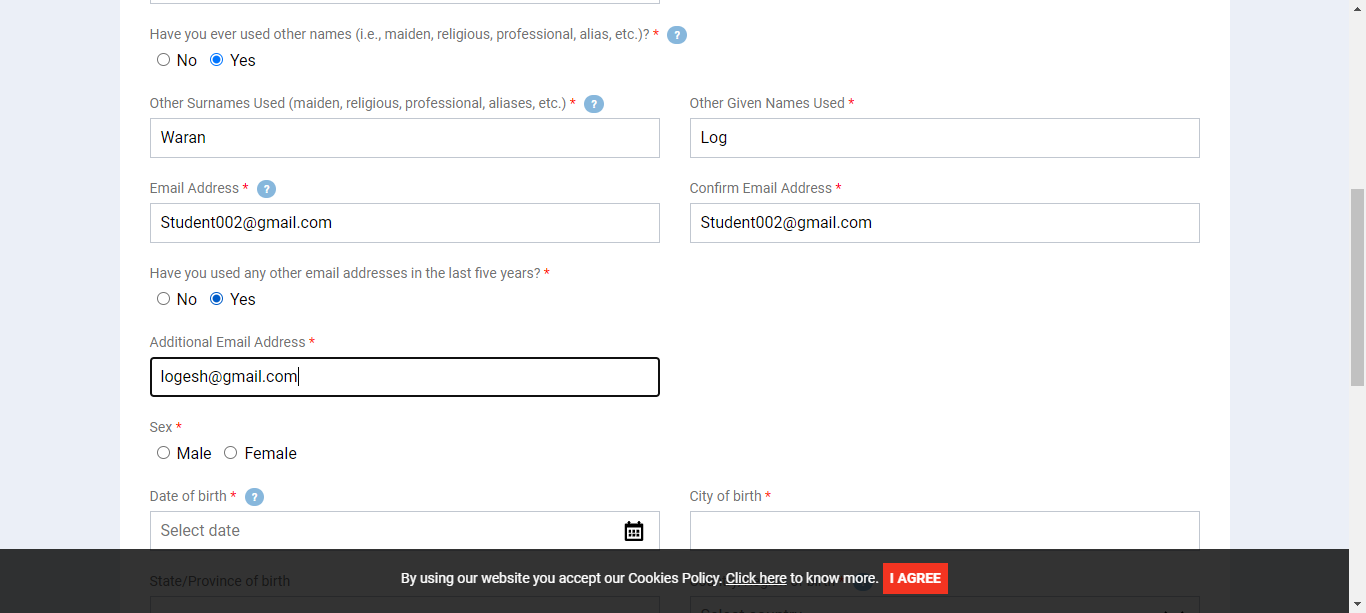 Have you ever used other names (i.e., maiden, religious, professional, alias, etc.)? * ?
No Yes
Other Surnames Used (maiden, religious, professional, aliases, etc.) * ? Other Given Names Used *
Waran Log
Email Address * ? Confirm Email Address *
Student002@gmail.com Student002@gmail.com
Have you used any other email addresses in the last five years? *
No Yes
Additional Email Address *
logesh@gmail.com
Sex *
Male Female
Date of birth * ? City of birth *
Select date
State/Province of birth
By using our website you accept our Cookies Policy. Click here to know more. I AGREE
Select country